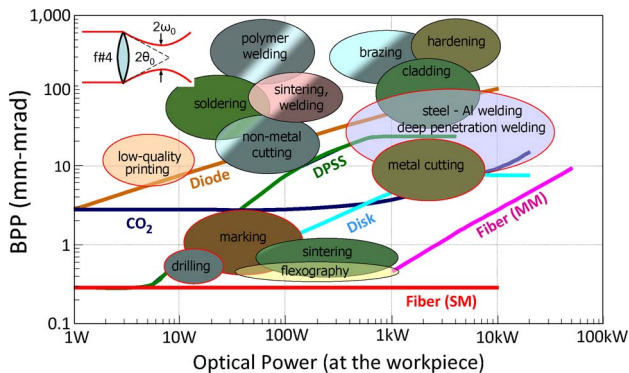 1,000
100
10
1
0.1
BPP (mm-mrad)
2ω₀
f#4
2θ₀
polymer
welding
brazing
hardening
cladding
soldering
sintering,
welding
steel - Al welding
deep penetration welding
non-metal
cutting
low-quality
printing
Diode
DPSS
metal cutting
CO₂
marking
Disk
Fiber (MM)
sintering
drilling
flexography
Fiber (SM)
1W
10W
100W
1kW
10kW
100kW
Optical Power (at the workpiece)